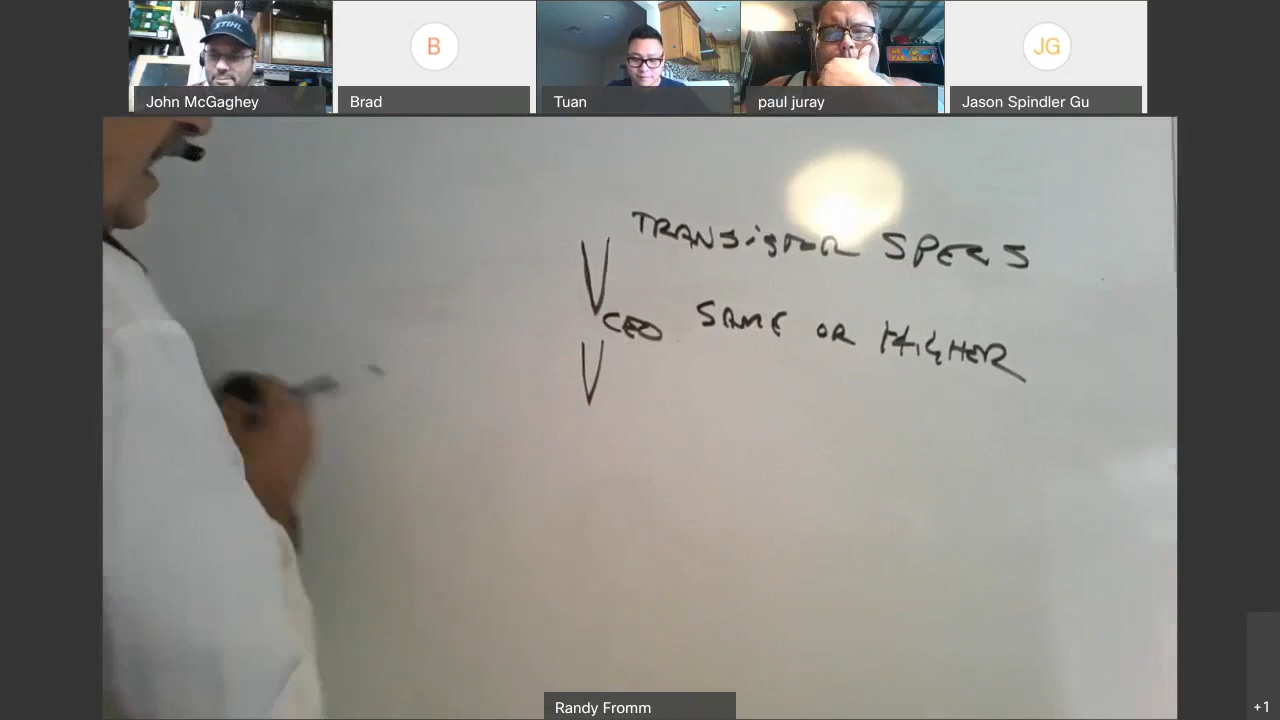 STIHL
B
JG
John McGaghey
Brad
Tuan
paul juray
Jason Spindler Gu
TRANSISTOR SPECS
VCEO SAME OR HIGHER
V
Randy Fromm
+1